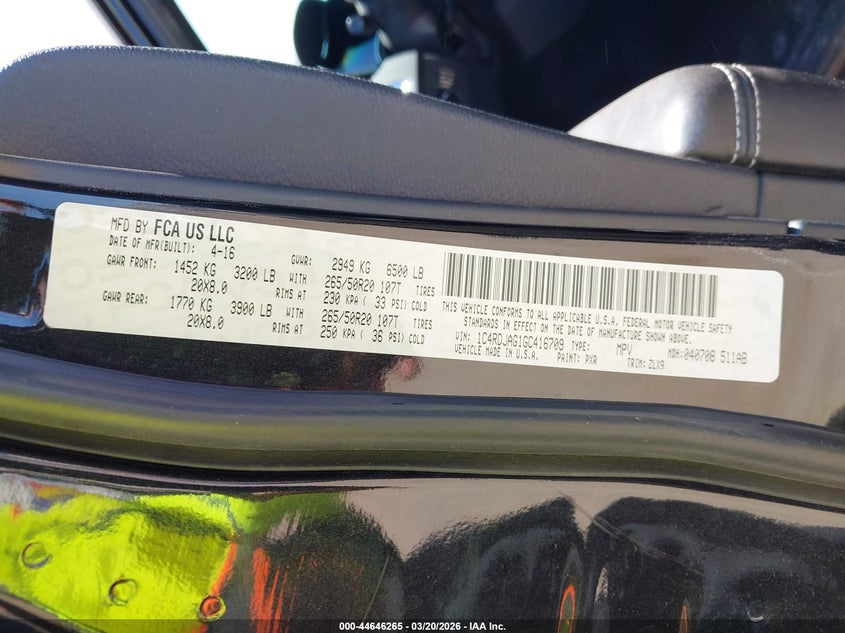 MFD BY FCA US LLC
DATE OF MFR(BUILT): 4-16 GVWR: 2949 KG 6500 LB
GAWR FRONT: 1452 KG 3200 LB WITH 265/50R20 107T TIRES
20X8.0 RIMS AT 230 KPA ( 33 PSI) COLD
GAWR REAR: 1770 KG 3900 LB WITH 265/50R20 107T TIRES
20X8.0 RIMS AT 250 KPA ( 36 PSI) COLD
THIS VEHICLE CONFORMS TO ALL APPLICABLE U.S.A. FEDERAL MOTOR VEHICLE SAFETY
STANDARDS IN EFFECT ON THE DATE OF MANUFACTURE SHOWN ABOVE.
VIN: 1C4RDJAG1GC416709 TYPE: MPV MDH:040708 511AB
VEHICLE MADE IN U.S.A. PAINT: PXR TRIM: ZLX9
000-44646265 - 03/20/2026 - IAA Inc.